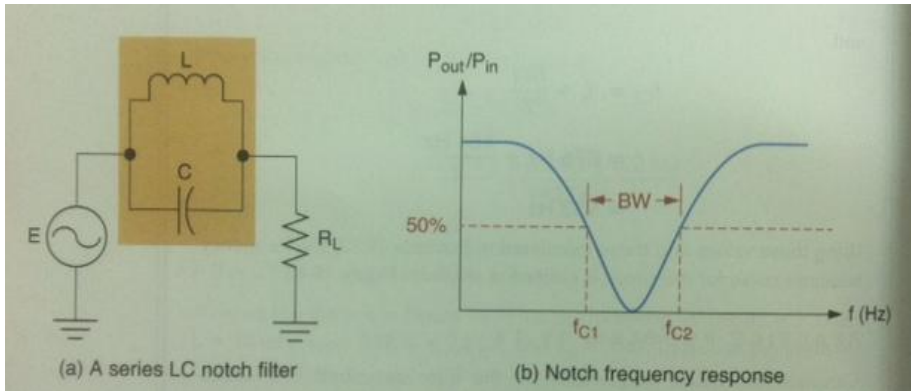 L
C
E
R_L
(a) A series LC notch filter
P_out/P_in
BW
50%
f_C1
f_C2
f (Hz)
(b) Notch frequency response